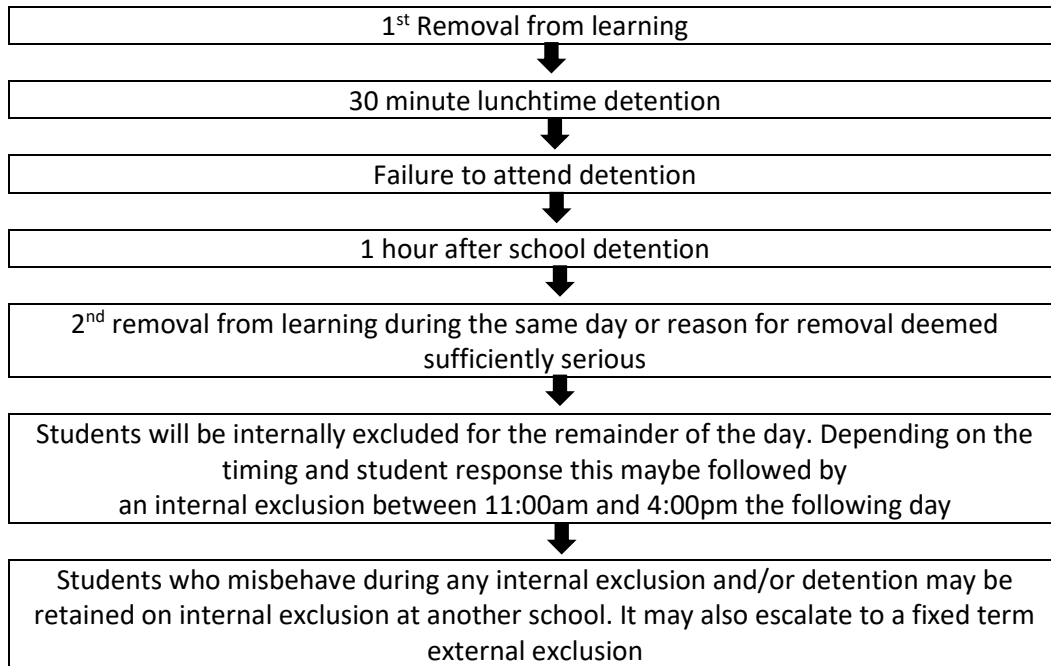 1st Removal from learning
30 minute lunchtime detention
Failure to attend detention
1 hour after school detention
2nd removal from learning during the same day or reason for removal deemed
sufficiently serious
Students will be internally excluded for the remainder of the day. Depending on the
timing and student response this maybe followed by
an internal exclusion between 11:00am and 4:00pm the following day
Students who misbehave during any internal exclusion and/or detention may be
retained on internal exclusion at another school. It may also escalate to a fixed term
external exclusion